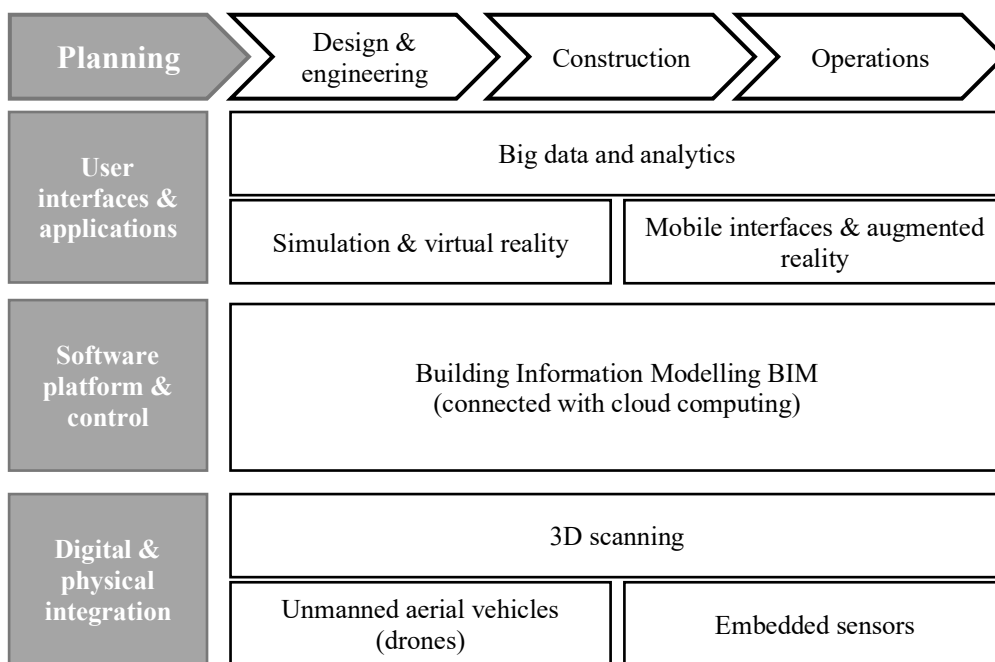 Planning
Design &
engineering
Construction
Operations
User
interfaces &
applications
Big data and analytics
Simulation & virtual reality
Mobile interfaces & augmented
reality
Software
platform &
control
Building Information Modelling BIM
(connected with cloud computing)
Digital &
physical
integration
3D scanning
Unmanned aerial vehicles
(drones)
Embedded sensors